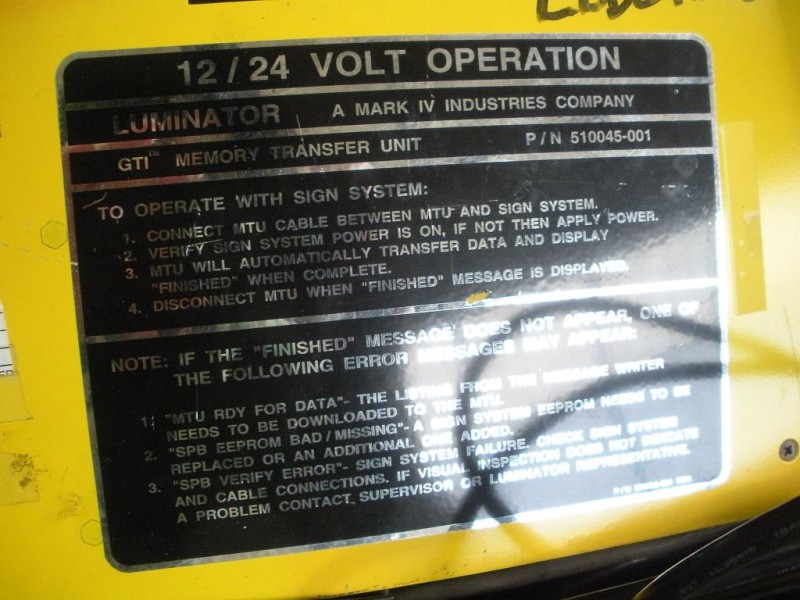 12 / 24 VOLT OPERATION
LUMINATOR A MARK IV INDUSTRIES COMPANY
GTI™ MEMORY TRANSFER UNIT P / N 510045-001
TO OPERATE WITH SIGN SYSTEM:
1. CONNECT MTU CABLE BETWEEN MTU AND SIGN SYSTEM.
2. VERIFY SIGN SYSTEM POWER IS ON, IF NOT THEN APPLY POWER.
3. MTU WILL AUTOMATICALLY TRANSFER DATA AND DISPLAY
"FINISHED" WHEN COMPLETE.
4. DISCONNECT MTU WHEN "FINISHED" MESSAGE IS DISPLAYED.
NOTE: IF THE "FINISHED" MESSAGE DOES NOT APPEAR, ONE OF
THE FOLLOWING ERROR MESSAGES MAY APPEAR:
1. "MTU RDY FOR DATA"- THE LISTING FROM THE MESSAGE WRITER
NEEDS TO BE DOWNLOADED TO THE MTU.
2. "SPB EEPROM BAD / MISSING"- A SIGN SYSTEM EEPROM NEEDS TO BE
REPLACED OR AN ADDITIONAL ONE ADDED.
3. "SPB VERIFY ERROR"- SIGN SYSTEM FAILURE. CHECK SIGN SYSTEM
AND CABLE CONNECTIONS. IF VISUAL INSPECTION DOES NOT INDICATE
A PROBLEM CONTACT SUPERVISOR OR LUMINATOR REPRESENTATIVE.
P / N